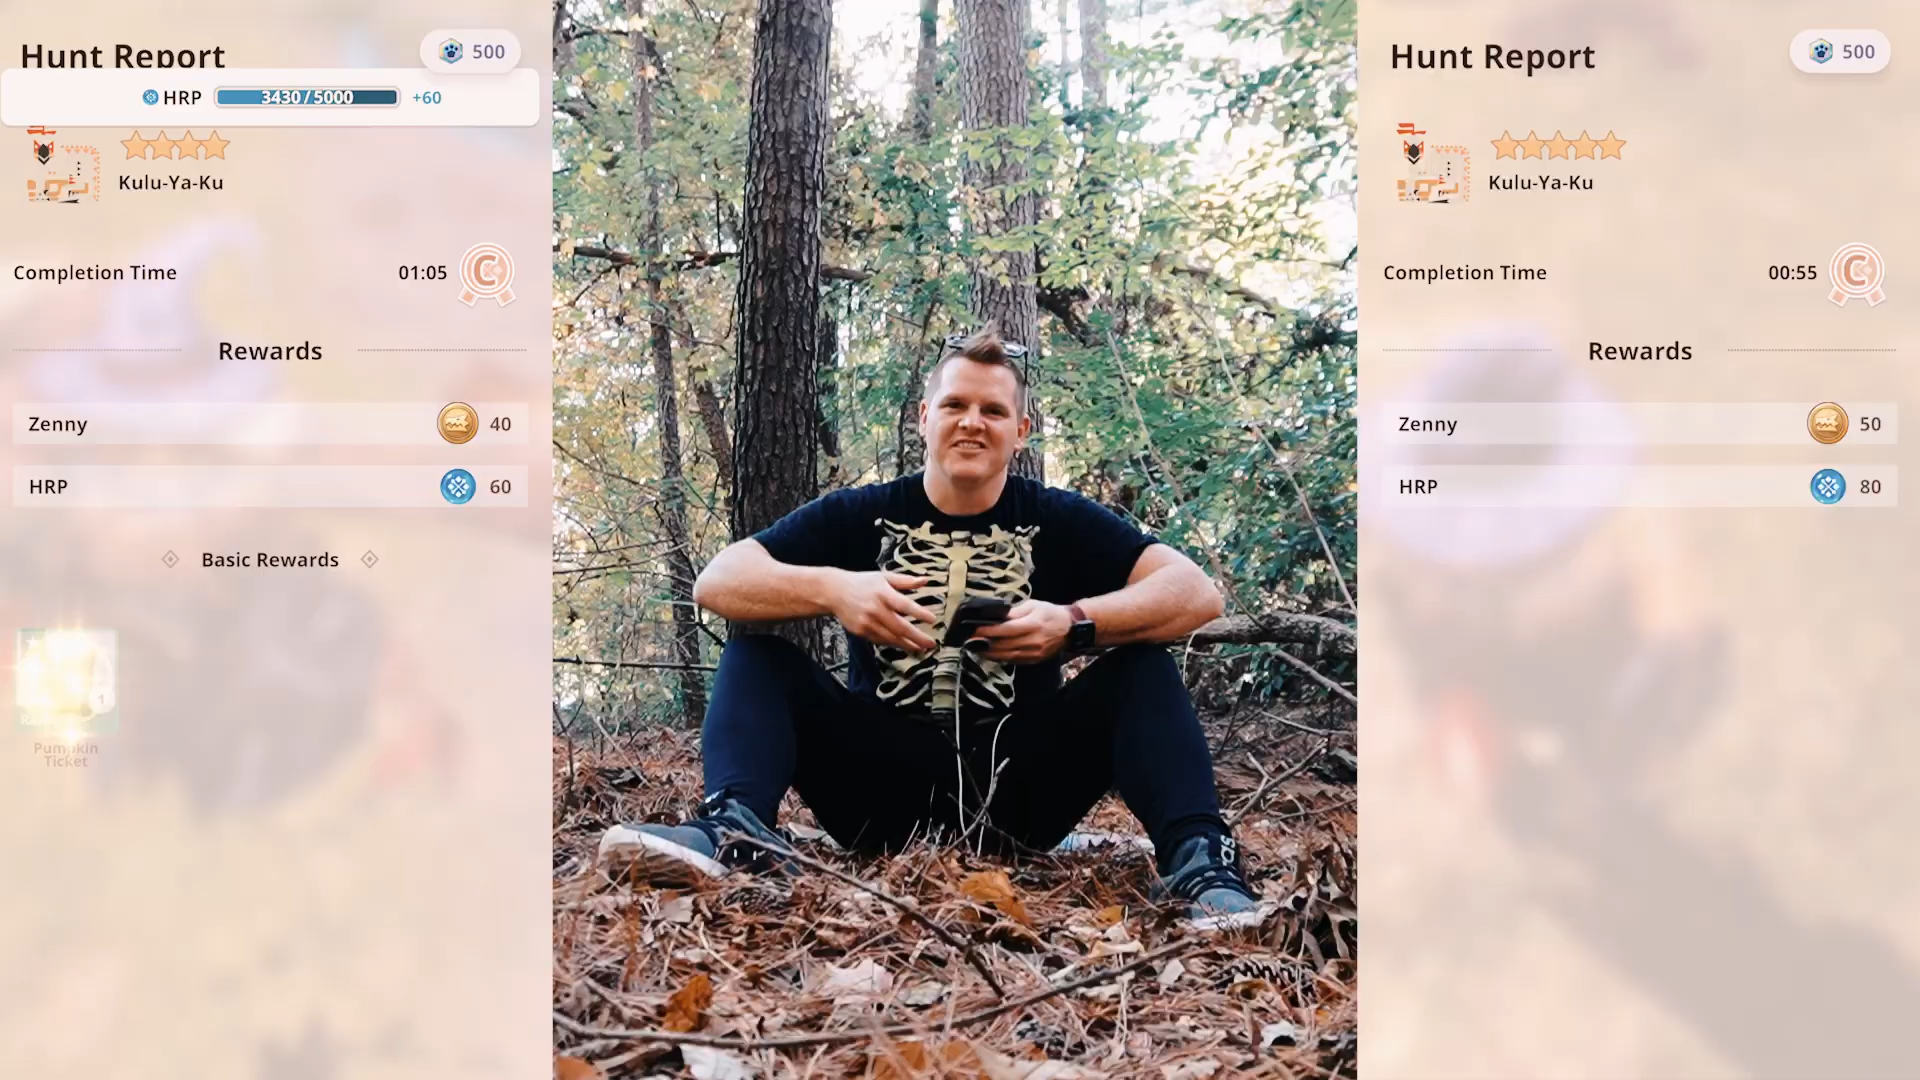 Hunt Report
500
HRP 3430/5000 +60
Kulu-Ya-Ku
Completion Time 01:05 C
Rewards
Zenny 40
HRP 60
Basic Rewards
1
Pumpkin
Ticket
Hunt Report
500
Kulu-Ya-Ku
Completion Time 00:55 C
Rewards
Zenny 50
HRP 80